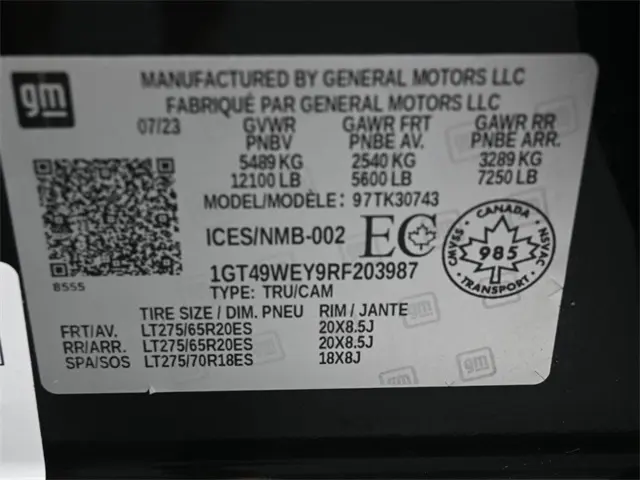 gm
MANUFACTURED BY GENERAL MOTORS LLC
FABRIQUÉ PAR GENERAL MOTORS LLC
07/23 GVWR GAWR FRT GAWR RR
PNBV PNBE AV. PNBE ARR.
5489 KG 2540 KG 3289 KG
12100 LB 5600 LB 7250 LB
MODEL/MODÈLE: 97TK30743
ICES/NMB-002 EC
CANADA
CMVSS 985 NSVAC
TRANSPORT
8555
1GT49WEY9RF203987
TYPE: TRU/CAM
TIRE SIZE / DIM. PNEU RIM / JANTE
FRT/AV. LT275/65R20ES 20X8.5J
RR/ARR. LT275/65R20ES 20X8.5J
SPA/SOS LT275/70R18ES 18X8J